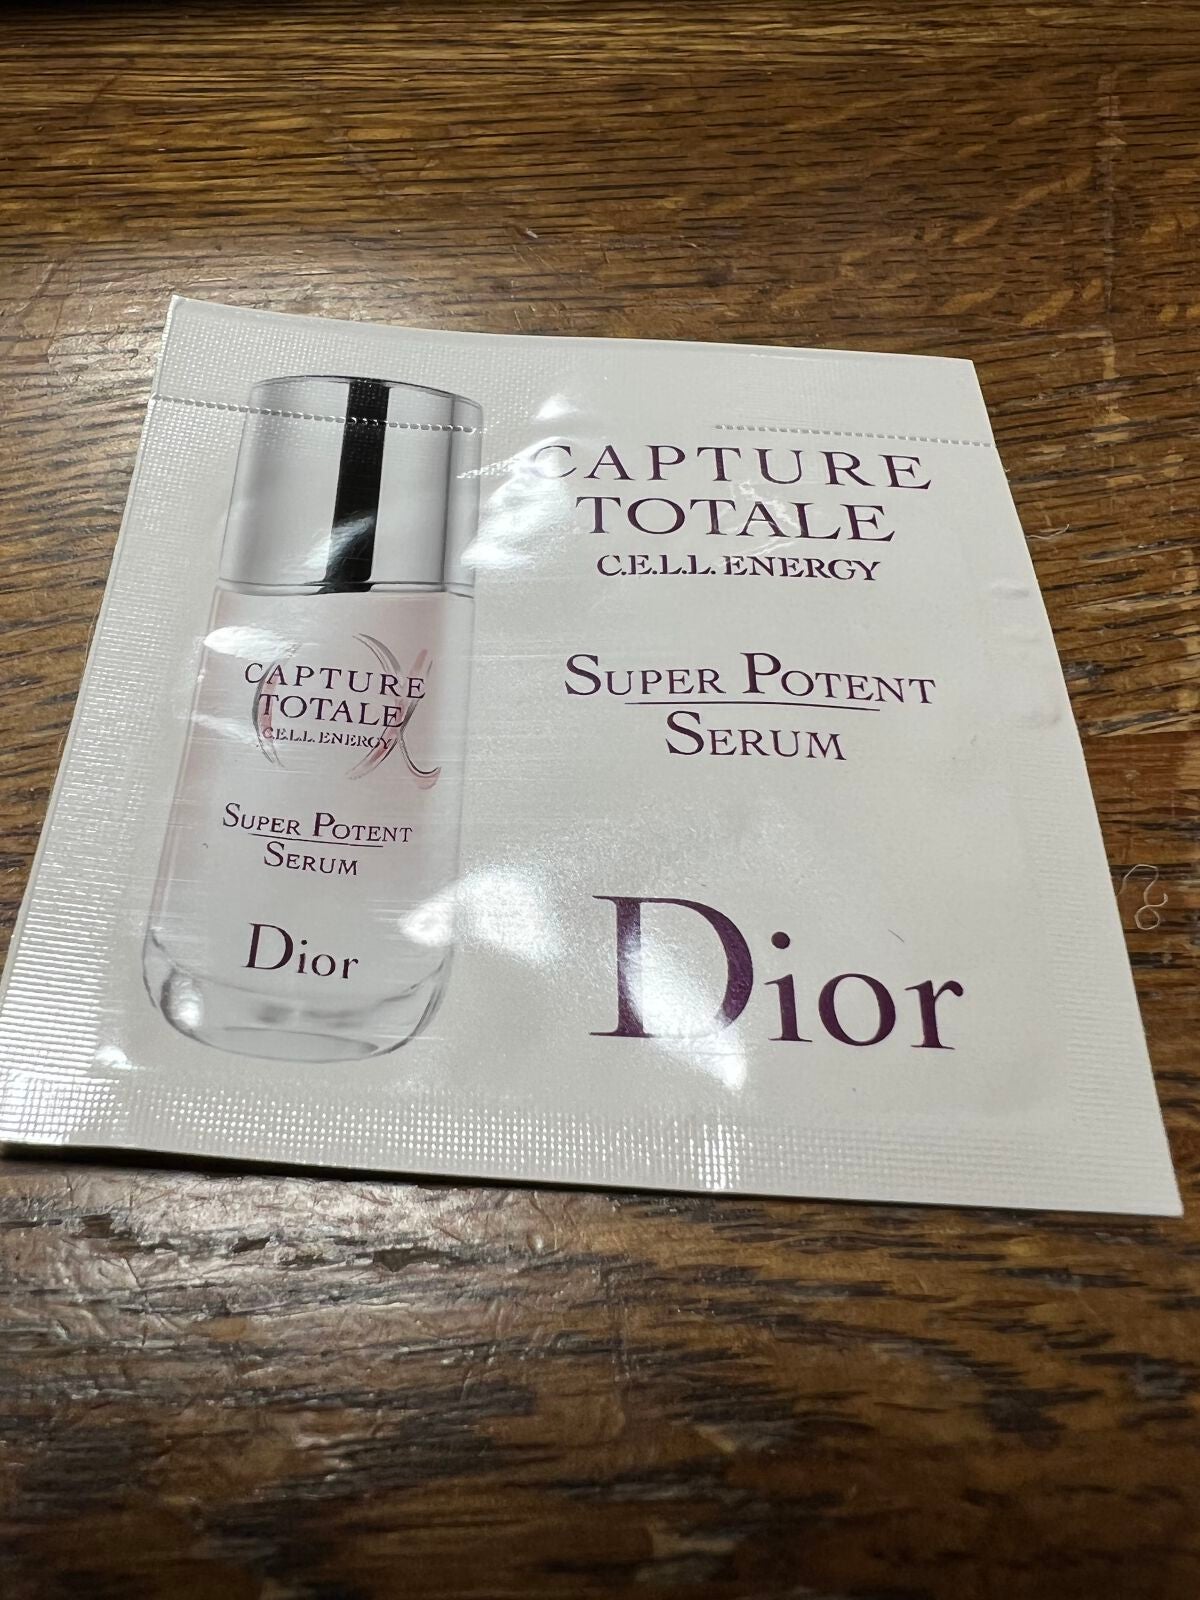 CAPTURE
TOTALE
C.E.L.L. ENERGY
SUPER POTENT
SERUM
Dior
CAPTURE
TOTALE
C.E.L.L. ENERGY
SUPER POTENT
SERUM
Dior